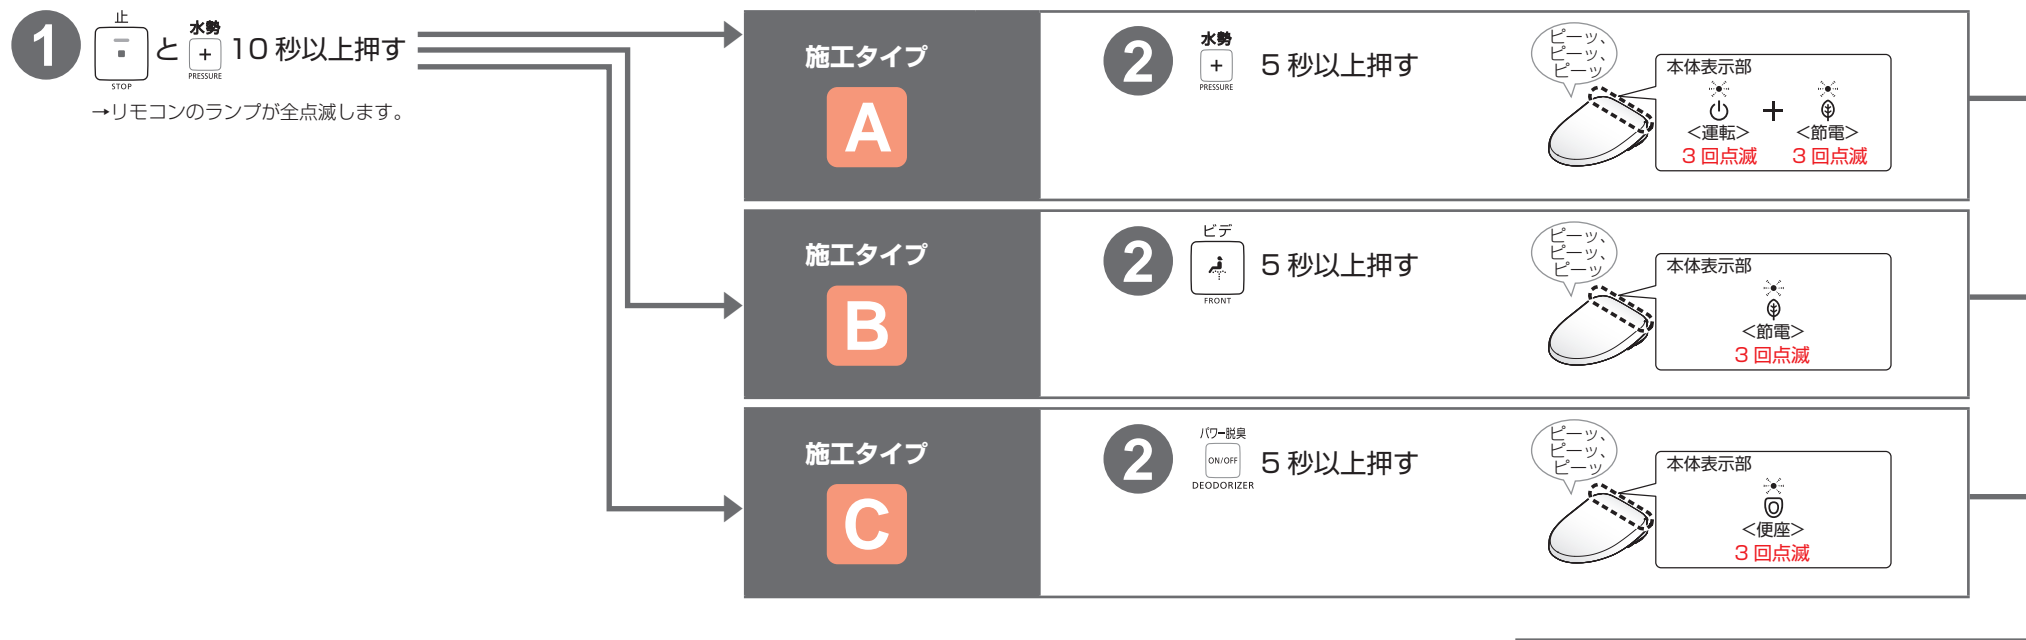 1
止
STOP
と
水勢
+
PRESSURE
10秒以上押す
→リモコンのランプが全点滅します。
施工タイプ
A
2
水勢
+
PRESSURE
5秒以上押す
ピーッ、
ピーッ、
ピーッ
本体表示部
+
<運転>
<節電>
3回点滅
3回点滅
施工タイプ
B
2
ビデ
FRONT
5秒以上押す
ピーッ、
ピーッ、
ピーッ
本体表示部
<節電>
3回点滅
施工タイプ
C
2
パワー脱臭
ON/OFF
DEODORIZER
5秒以上押す
ピーッ、
ピーッ、
ピーッ
本体表示部
<便座>
3回点滅